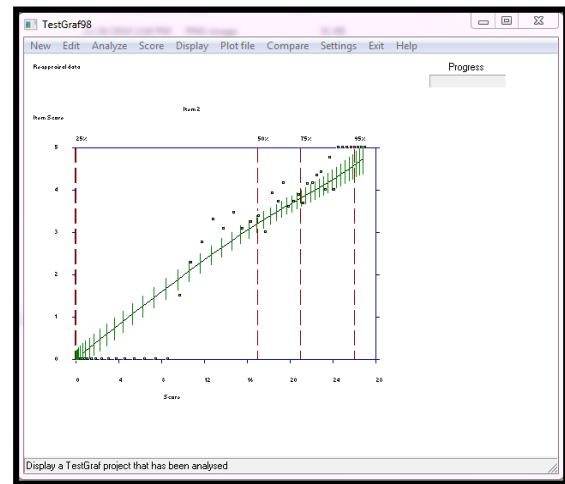 TestGraf98
New Edit Analyze Score Display Plot file Compare Settings Exit Help
Reappraisal data
Progress
Item 2
Item Score
25% 50% 75% 95%
5
4
3
2
1
0
0 4 8 12 16 20 24 28
Score
Display a TestGraf project that has been analysed